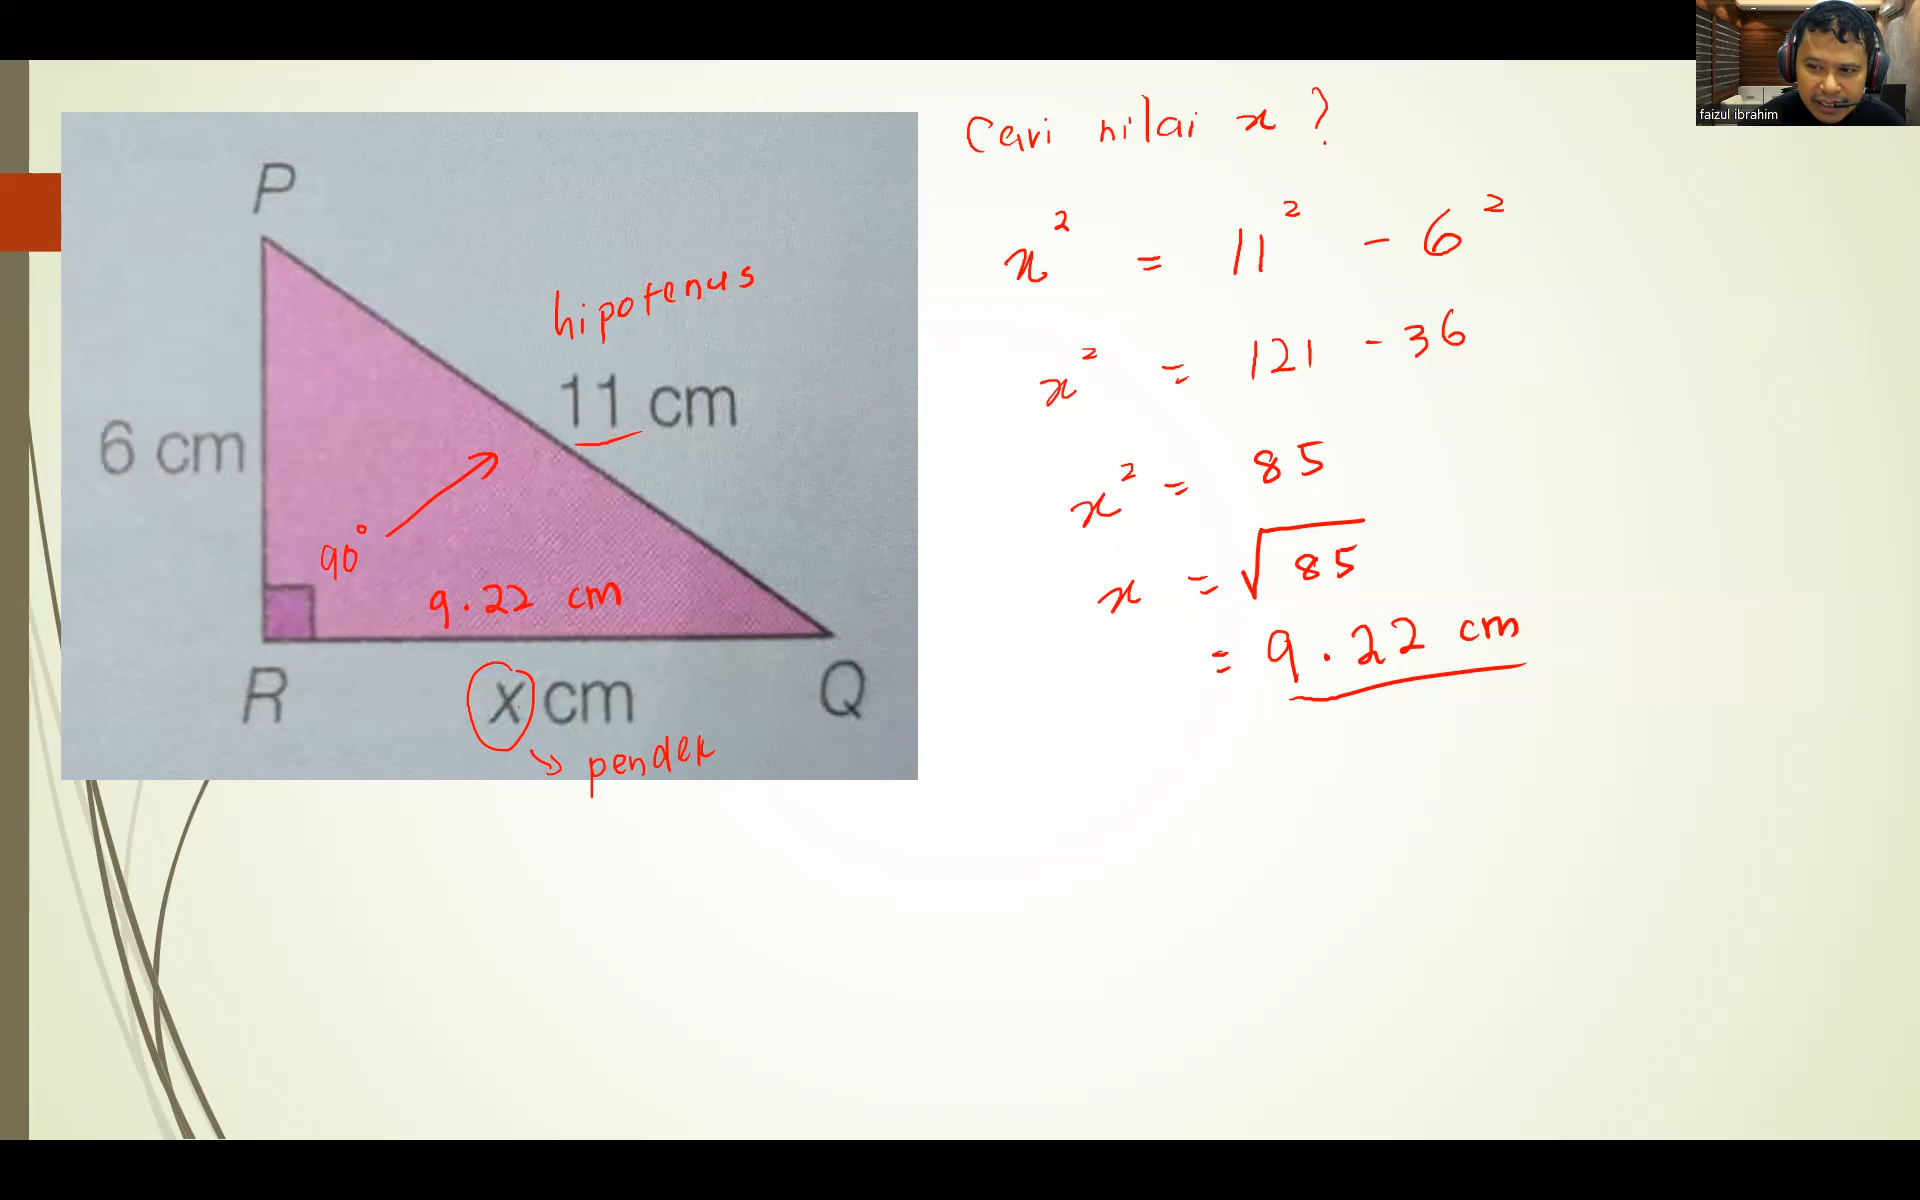 faizul ibrahim
Cari nilai x ?
P
hipotenus
11 cm
6 cm
90°
9.22 cm
R
x cm
Q
pendek
x² = 11² - 6²
x² = 121 - 36
x² = 85
x = √85
= 9.22 cm